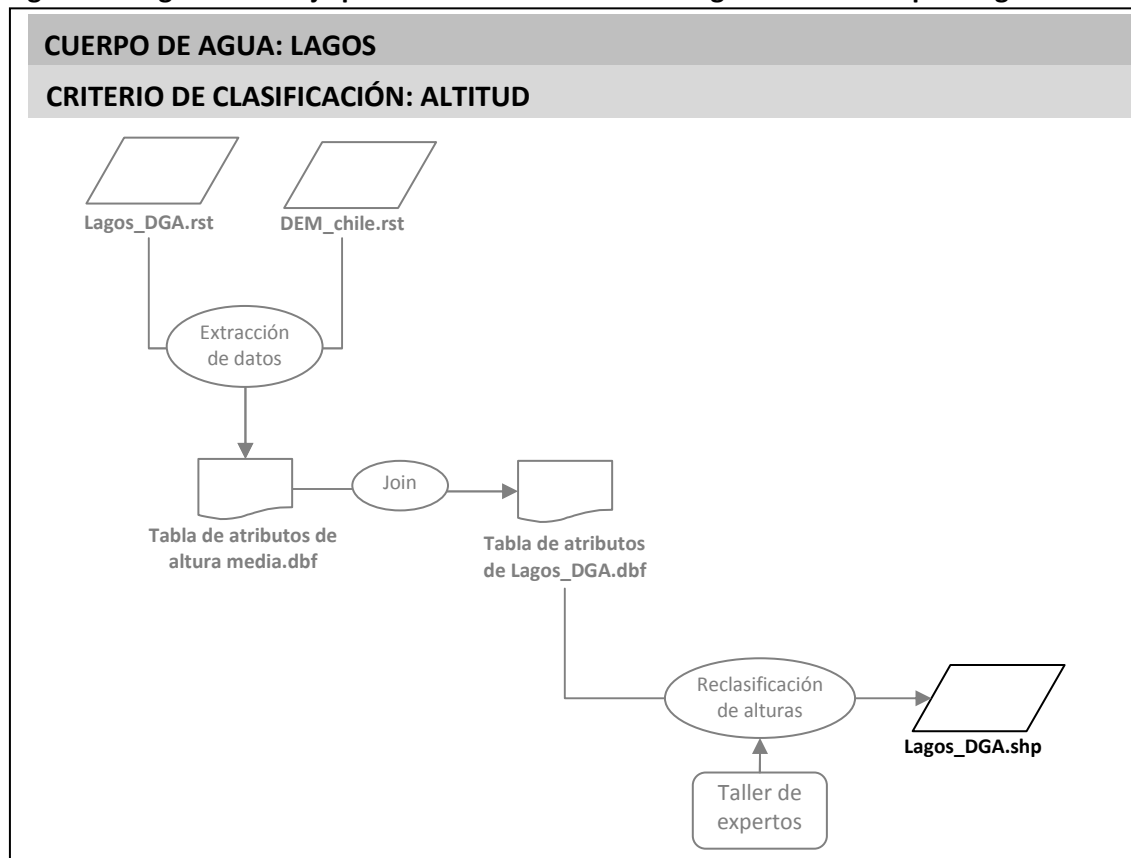 CUERPO DE AGUA: LAGOS
CRITERIO DE CLASIFICACIÓN: ALTITUD
Lagos_DGA.rst
DEM_chile.rst
Extracción
de datos
Join
Tabla de atributos de
altura media.dbf
Tabla de atributos
de Lagos_DGA.dbf
Reclasificación
de alturas
Lagos_DGA.shp
Taller de
expertos